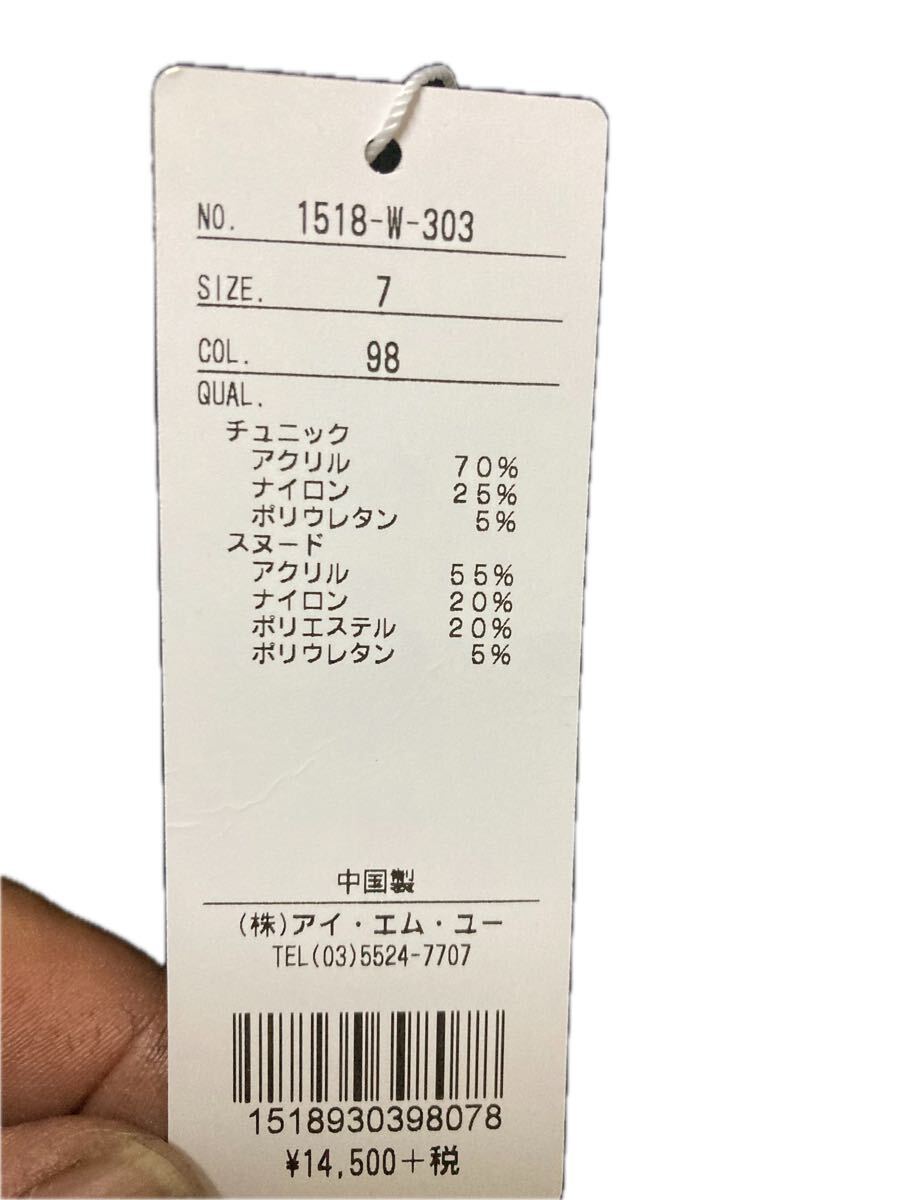 NO. 1518-W-303
SIZE. 7
COL. 98
QUAL.
チュニック
アクリル 70%
ナイロン 25%
ポリウレタン 5%
スヌード
アクリル 55%
ナイロン 20%
ポリエステル 20%
ポリウレタン 5%
中国製
(株)アイ・エム・ユー
TEL(03)5524-7707
1518930398078
¥14,500+税